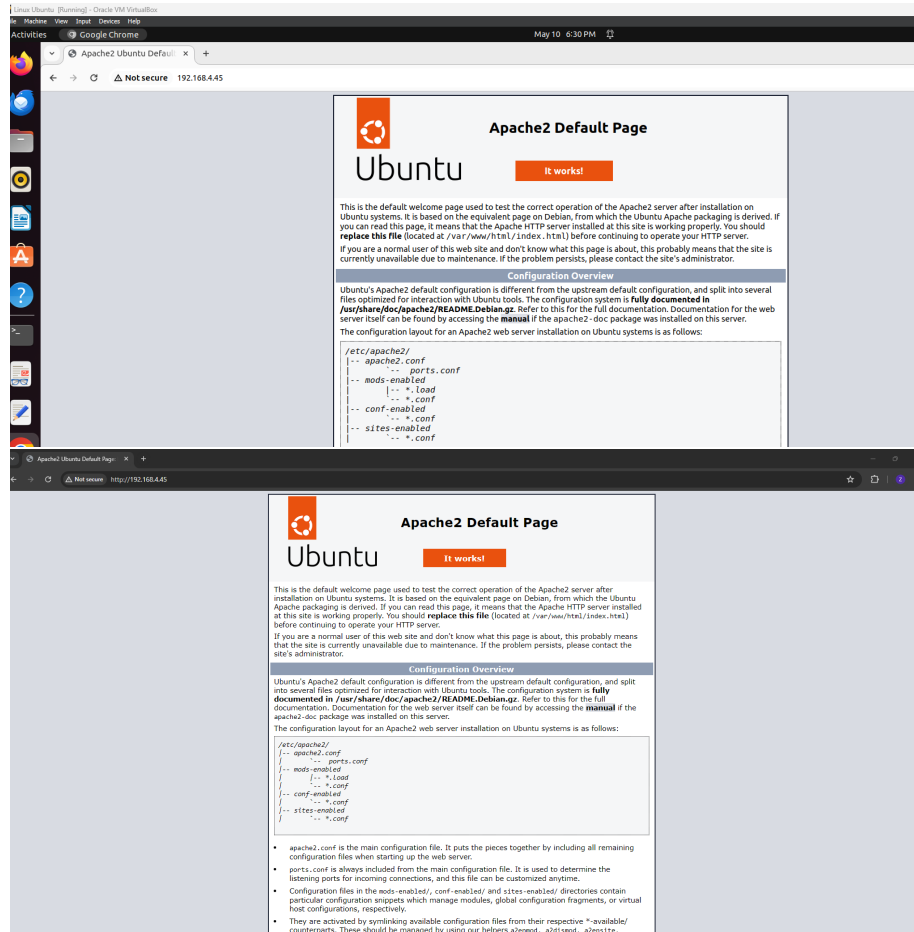 Linux Ubuntu [Running] - Oracle VM VirtualBox
Machine View Input Devices Help
Activities Google Chrome May 10 6:30 PM
Apache2 Ubuntu Defaul × +
Not secure 192.168.4.45
Apache2 Default Page
Ubuntu
It works!
This is the default welcome page used to test the correct operation of the Apache2 server after installation on
Ubuntu systems. It is based on the equivalent page on Debian, from which the Ubuntu Apache packaging is derived. If
you can read this page, it means that the Apache HTTP server installed at this site is working properly. You should
replace this file (located at /var/www/html/index.html) before continuing to operate your HTTP server.
If you are a normal user of this web site and don't know what this page is about, this probably means that the site is
currently unavailable due to maintenance. If the problem persists, please contact the site's administrator.
Configuration Overview
Ubuntu's Apache2 default configuration is different from the upstream default configuration, and split into several
files optimized for interaction with Ubuntu tools. The configuration system is fully documented in
/usr/share/doc/apache2/README.Debian.gz. Refer to this for the full documentation. Documentation for the web
server itself can be found by accessing the manual if the apache2-doc package was installed on this server.
The configuration layout for an Apache2 web server installation on Ubuntu systems is as follows:
/etc/apache2/
|-- apache2.conf
|       `--  ports.conf
|-- mods-enabled
|       |-- *.load
|       `-- *.conf
|-- conf-enabled
|       `-- *.conf
|-- sites-enabled
|       `-- *.conf
Apache2 Ubuntu Default Page: × +
Not secure http://192.168.4.45
Apache2 Default Page
Ubuntu
It works!
This is the default welcome page used to test the correct operation of the Apache2 server after
installation on Ubuntu systems. It is based on the equivalent page on Debian, from which the Ubuntu
Apache packaging is derived. If you can read this page, it means that the Apache HTTP server installed
at this site is working properly. You should replace this file (located at /var/www/html/index.html)
before continuing to operate your HTTP server.
If you are a normal user of this web site and don't know what this page is about, this probably means
that the site is currently unavailable due to maintenance. If the problem persists, please contact the
site's administrator.
Configuration Overview
Ubuntu's Apache2 default configuration is different from the upstream default configuration, and split
into several files optimized for interaction with Ubuntu tools. The configuration system is fully
documented in /usr/share/doc/apache2/README.Debian.gz. Refer to this for the full
documentation. Documentation for the web server itself can be found by accessing the manual if the
apache2-doc package was installed on this server.
The configuration layout for an Apache2 web server installation on Ubuntu systems is as follows:
/etc/apache2/
|-- apache2.conf
|       `--  ports.conf
|-- mods-enabled
|       |-- *.load
|       `-- *.conf
|-- conf-enabled
|       `-- *.conf
|-- sites-enabled
|       `-- *.conf
• apache2.conf is the main configuration file. It puts the pieces together by including all remaining
configuration files when starting up the web server.
• ports.conf is always included from the main configuration file. It is used to determine the
listening ports for incoming connections, and this file can be customized anytime.
• Configuration files in the mods-enabled/, conf-enabled/ and sites-enabled/ directories contain
particular configuration snippets which manage modules, global configuration fragments, or virtual
host configurations, respectively.
• They are activated by symlinking available configuration files from their respective *-available/
counterparts. These should be managed by using our helpers a2enmod, a2dismod, a2ensite,